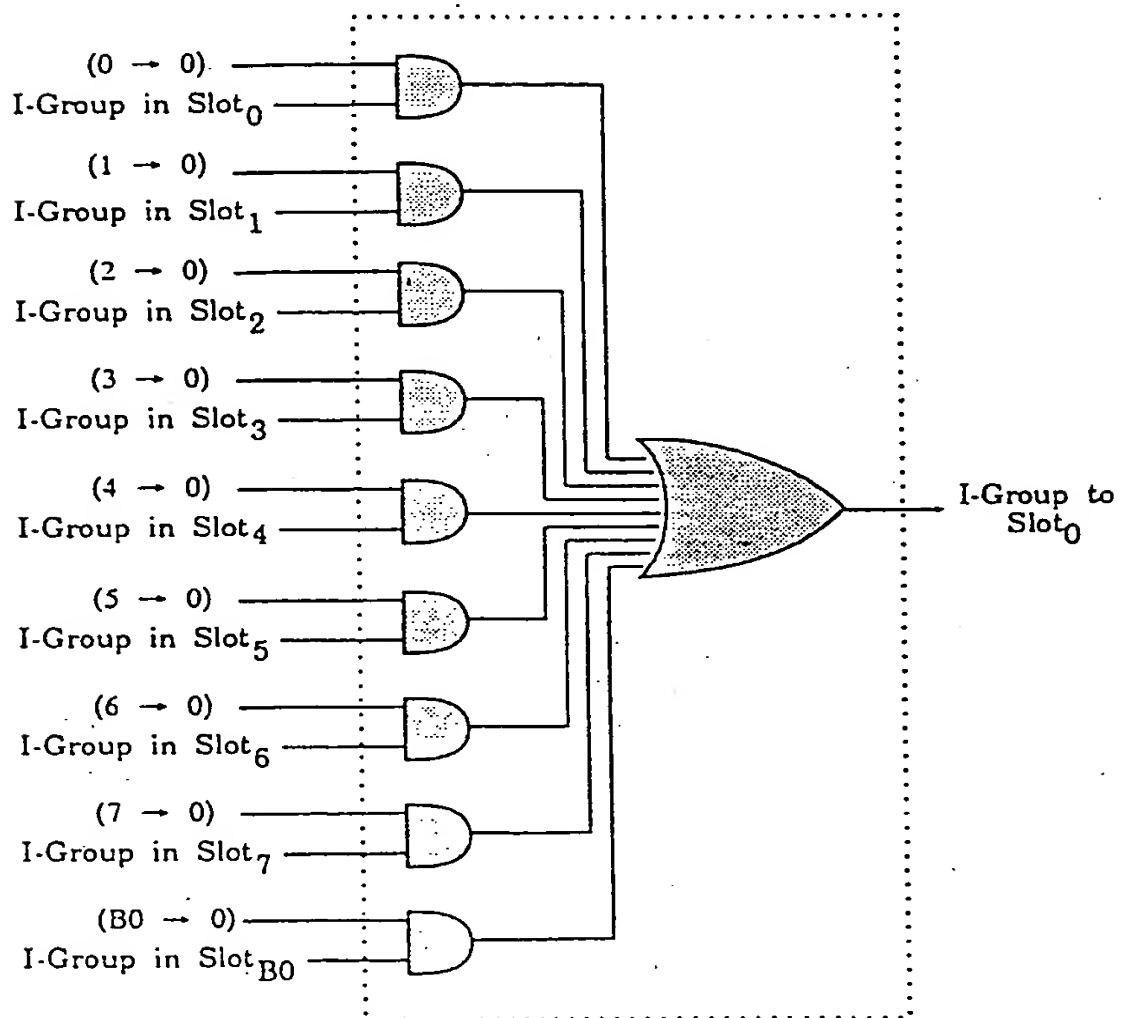 (0 → 0)
I-Group in Slot0
(1 → 0)
I-Group in Slot1
(2 → 0)
I-Group in Slot2
(3 → 0)
I-Group in Slot3
(4 → 0)
I-Group in Slot4
(5 → 0)
I-Group in Slot5
(6 → 0)
I-Group in Slot6
(7 → 0)
I-Group in Slot7
(B0 → 0)
I-Group in SlotB0
I-Group to
Slot0